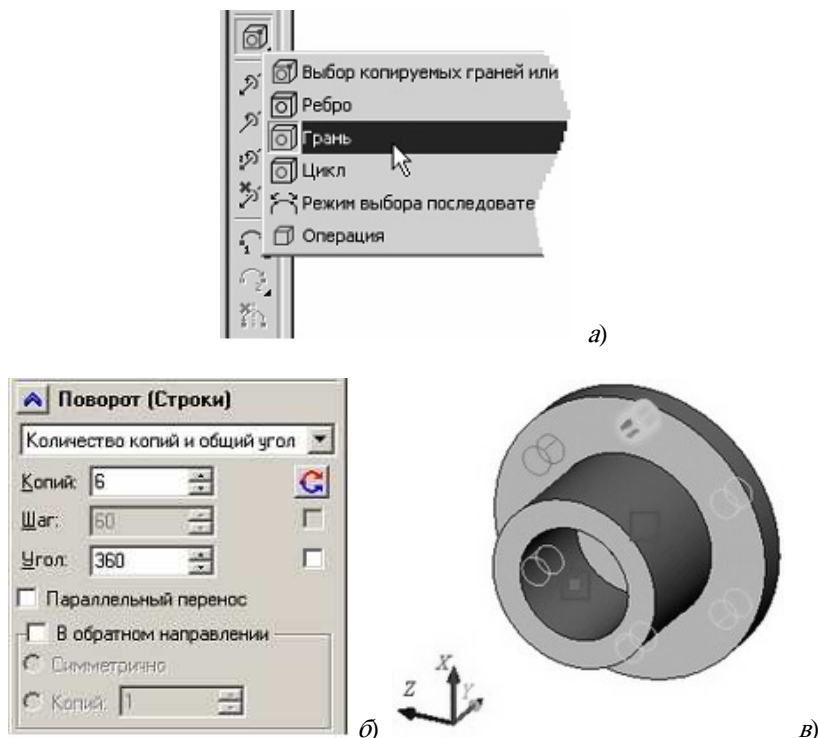 Выбор копируемых граней или
Ребро
Грань
Цикл
Режим выбора последовате
Операция
а)
Поворот (Строки)
Количество копий и общий угол
Копий: 6
Шаг: 60
Угол: 360
Параллельный перенос
В обратном направлении
Симметрично
Копий: 1
б)
X
Z
Y
в)